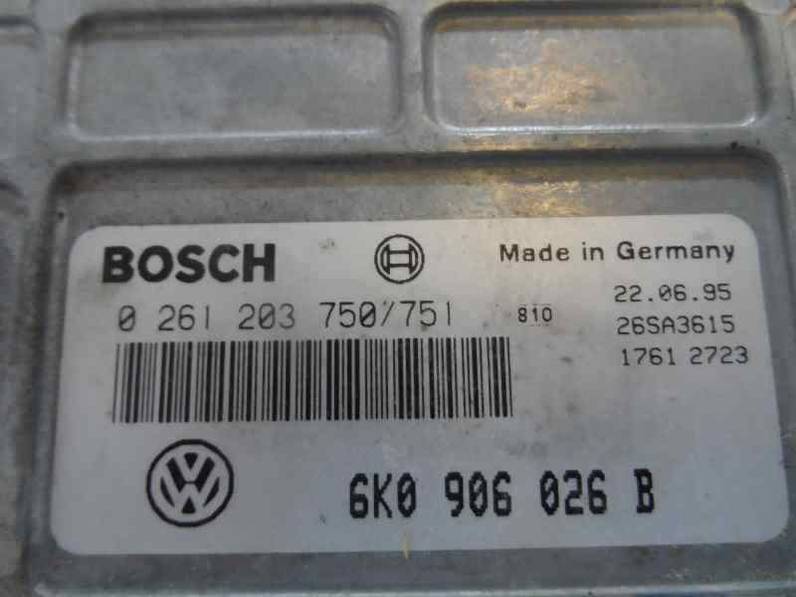 BOSCH
Made in Germany
0 261 203 750/751
810
22.06.95
26SA3615
1761 2723
VW
6K0 906 026 B